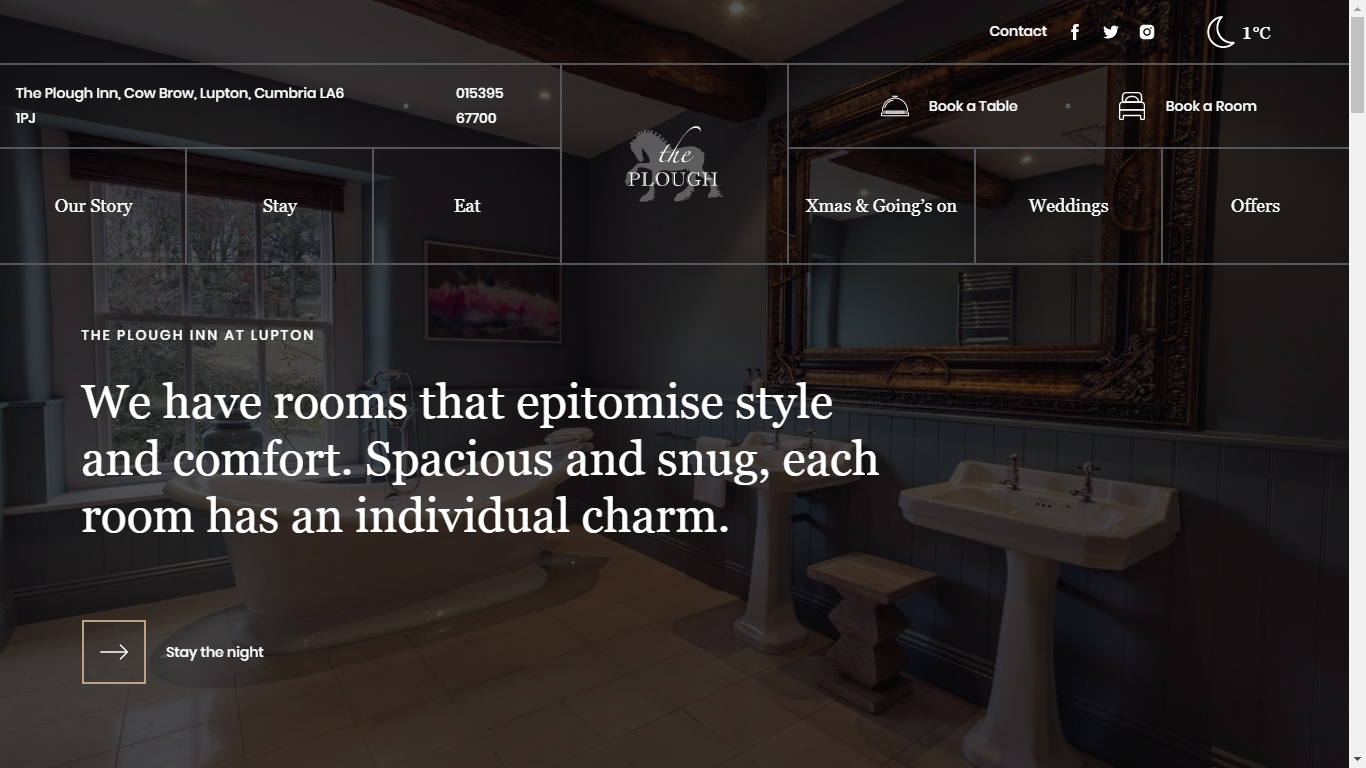 Contact
1°C
The Plough Inn, Cow Brow, Lupton, Cumbria LA6
1PJ
015395
67700
Book a Table
Book a Room
the
PLOUGH
Our Story
Stay
Eat
Xmas & Going’s on
Weddings
Offers
THE PLOUGH INN AT LUPTON
We have rooms that epitomise style
and comfort. Spacious and snug, each
room has an individual charm.
Stay the night